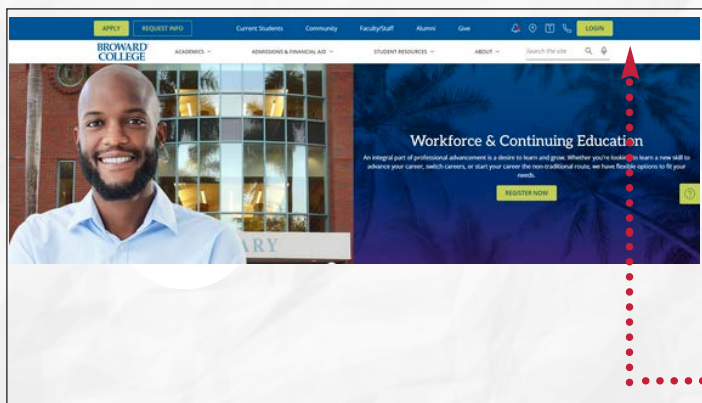 APPLY REQUEST INFO Current Students Community Faculty/Staff Alumni Give LOGIN
BROWARD
COLLEGE
ACADEMICS ADMISSIONS & FINANCIAL AID STUDENT RESOURCES ABOUT Search the site
Workforce & Continuing Education
An integral part of professional advancement is a desire to learn and grow. Whether you're looking to learn a new skill to
advance your career, switch careers, or start your career the non-traditional route, we have flexible options to fit your
needs.
REGISTER NOW
RARY